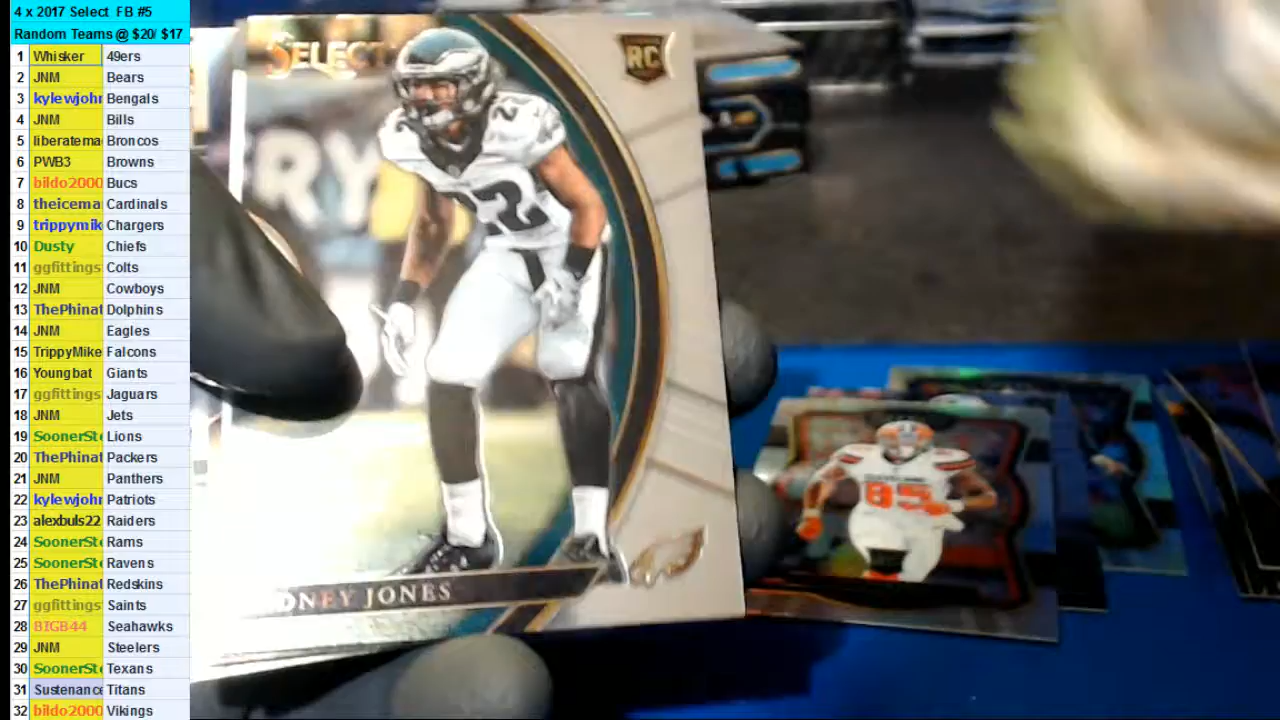 4 x 2017 Select FB #5
Random Teams @ $20/ $17
1 Whisker 49ers
2 JNM Bears
3 kylewjohr Bengals
4 JNM Bills
5 liberatema Broncos
6 PWB3 Browns
7 bildo2000 Bucs
8 theicema Cardinals
9 trippymik Chargers
10 Dusty Chiefs
11 ggfittings Colts
12 JNM Cowboys
13 ThePhinat Dolphins
14 JNM Eagles
15 TrippyMike Falcons
16 Youngbat Giants
17 ggfittings Jaguars
18 JNM Jets
19 SoonerSt Lions
20 ThePhinat Packers
21 JNM Panthers
22 kylewjohr Patriots
23 alexbuls22 Raiders
24 SoonerSt Rams
25 SoonerSt Ravens
26 ThePhinat Redskins
27 ggfittings Saints
28 BIGB44 Seahawks
29 JNM Steelers
30 SoonerSt Texans
31 Sustenance Titans
32 bildo2000 Vikings
SELECT
RC
RY
22
DNEY JONES
CLEVELAND
85